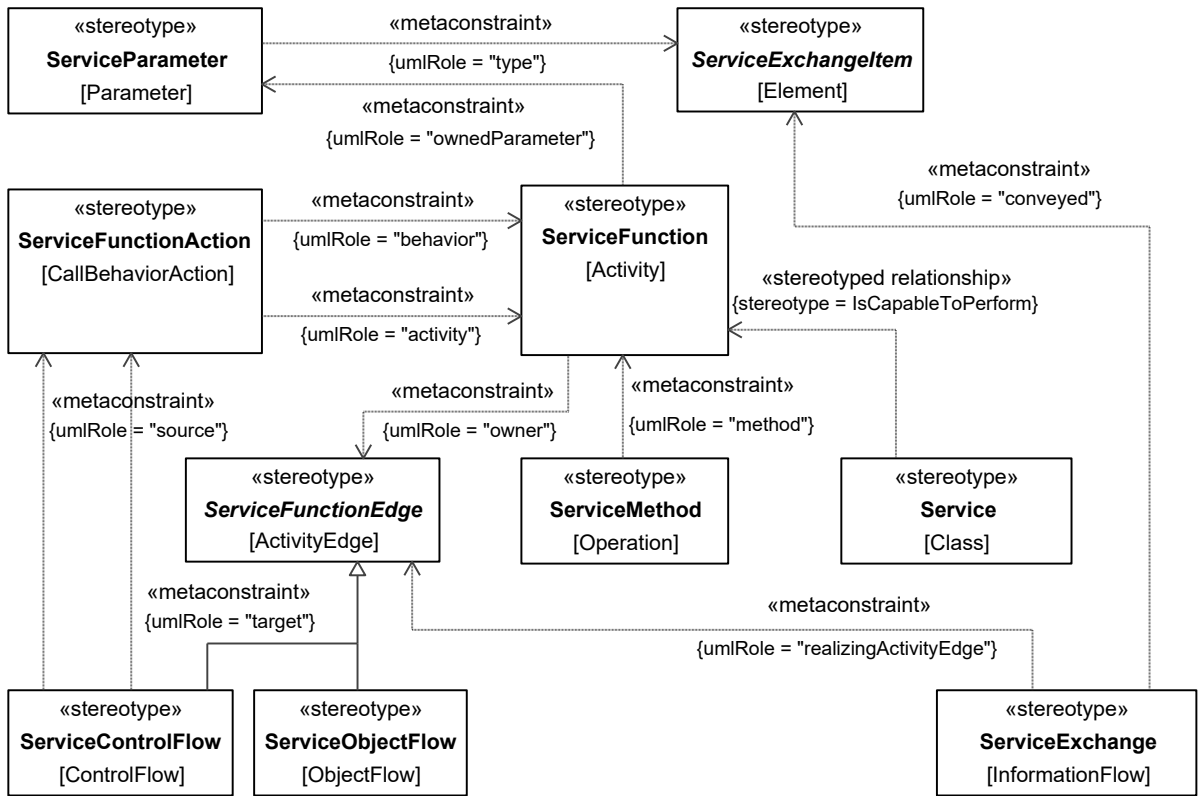 «stereotype»
ServiceParameter
[Parameter]
«metaconstraint»
{umlRole = "type"}
«stereotype»
ServiceExchangeItem
[Element]
«metaconstraint»
{umlRole = "ownedParameter"}
«metaconstraint»
{umlRole = "conveyed"}
«stereotype»
ServiceFunctionAction
[CallBehaviorAction]
«metaconstraint»
{umlRole = "behavior"}
«metaconstraint»
{umlRole = "activity"}
«stereotype»
ServiceFunction
[Activity]
«stereotyped relationship»
{stereotype = IsCapableToPerform}
«metaconstraint»
{umlRole = "source"}
«metaconstraint»
{umlRole = "owner"}
«metaconstraint»
{umlRole = "method"}
«stereotype»
ServiceFunctionEdge
[ActivityEdge]
«stereotype»
ServiceMethod
[Operation]
«stereotype»
Service
[Class]
«metaconstraint»
{umlRole = "target"}
«metaconstraint»
{umlRole = "realizingActivityEdge"}
«stereotype»
ServiceControlFlow
[ControlFlow]
«stereotype»
ServiceObjectFlow
[ObjectFlow]
«stereotype»
ServiceExchange
[InformationFlow]